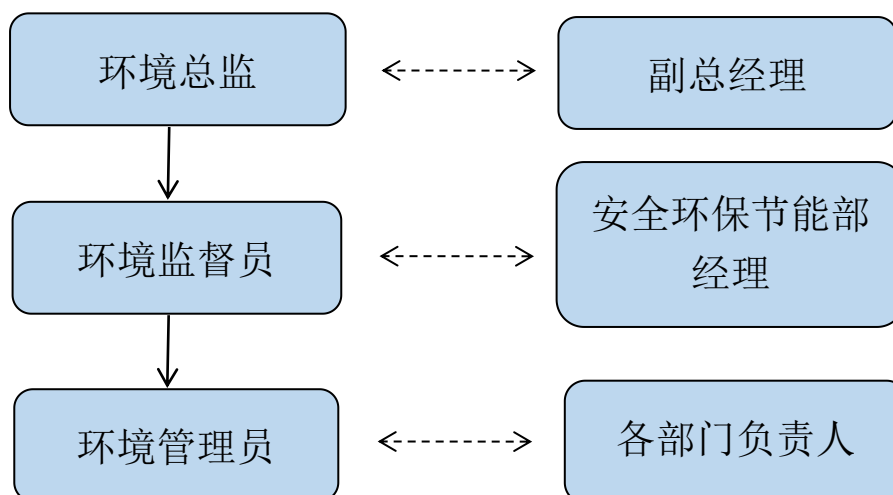 环境总监
副总经理
环境监督员
安全环保节能部
经理
环境管理员
各部门负责人